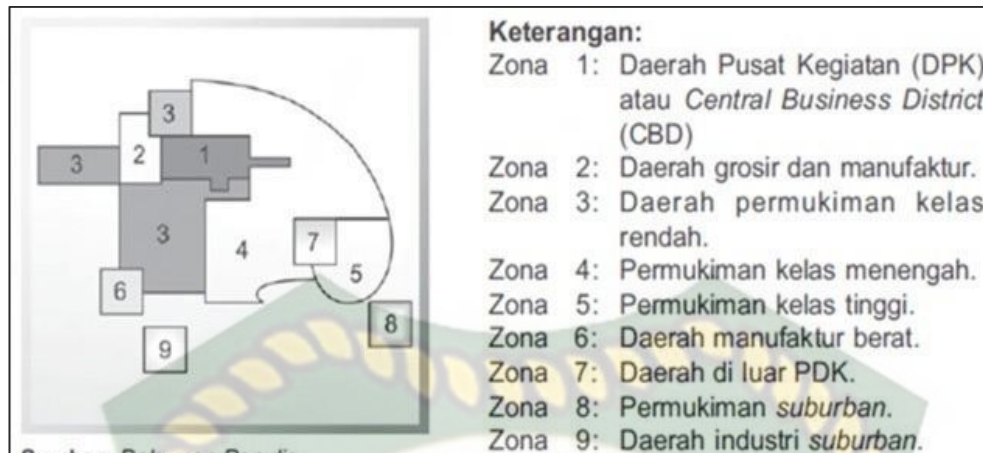 3
3
2
1
3
4
7
5
6
8
9
Keterangan:
Zona 1: Daerah Pusat Kegiatan (DPK)
atau Central Business District
(CBD)
Zona 2: Daerah grosir dan manufaktur.
Zona 3: Daerah permukiman kelas
rendah.
Zona 4: Permukiman kelas menengah.
Zona 5: Permukiman kelas tinggi.
Zona 6: Daerah manufaktur berat.
Zona 7: Daerah di luar PDK.
Zona 8: Permukiman suburban.
Zona 9: Daerah industri suburban.